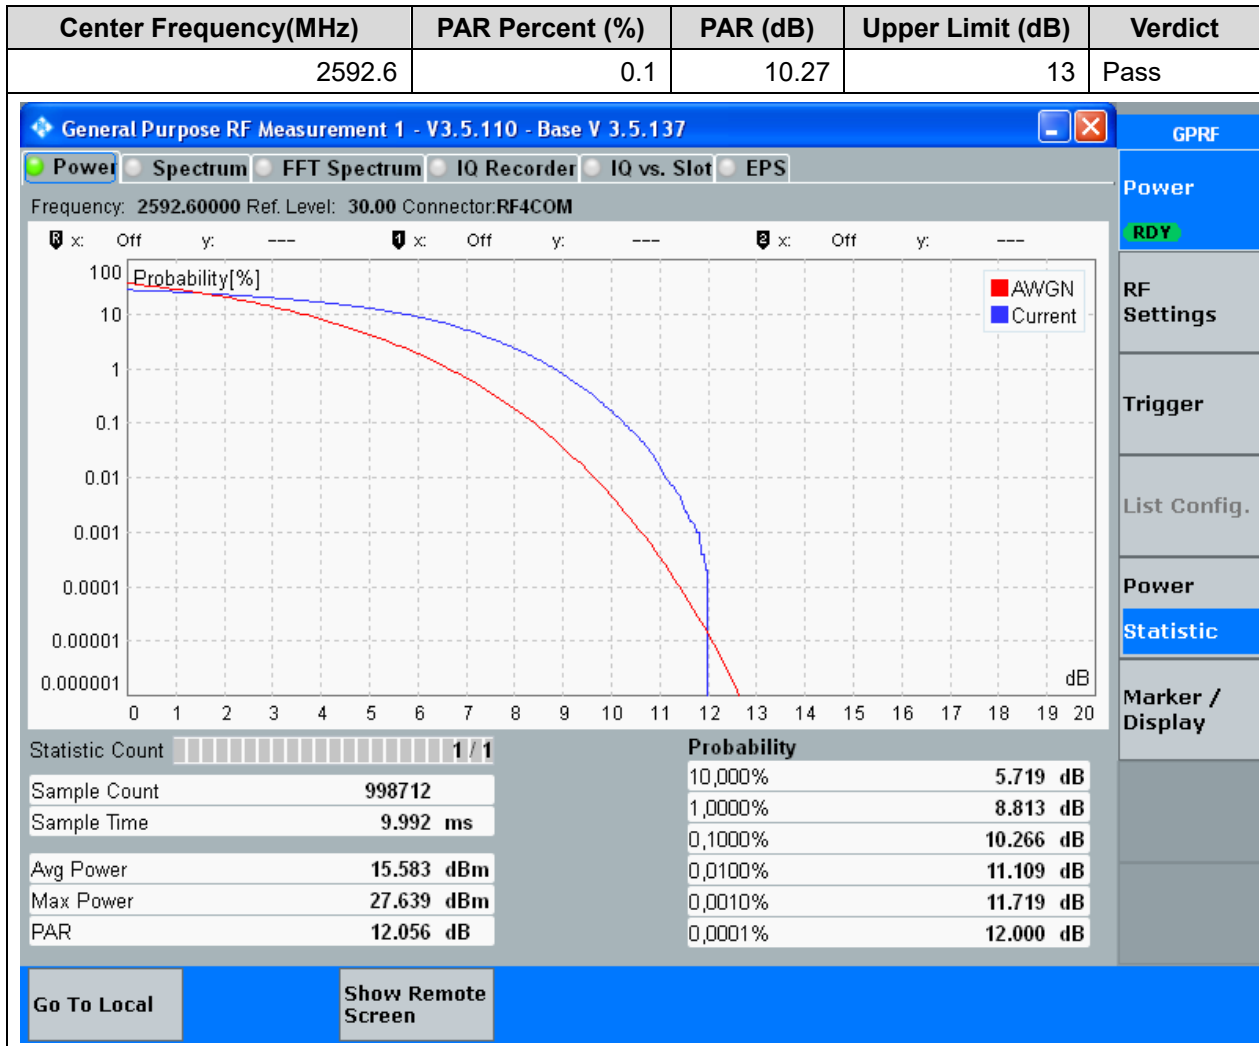 Center Frequency(MHz) PAR Percent (%) PAR (dB) Upper Limit (dB) Verdict
2592.6 0.1 10.27 13 Pass
General Purpose RF Measurement 1 - V3.5.110 - Base V 3.5.137
GPRF
Power Spectrum FFT Spectrum IQ Recorder IQ vs. Slot EPS
Frequency: 2592.60000 Ref. Level: 30.00 Connector:RF4COM
R x: Off y: --- 1 x: Off y: --- 2 x: Off y: ---
Probability[%]
AWGN
Current
100
10
1
0.1
0.01
0.001
0.0001
0.00001
0.000001
dB
0 1 2 3 4 5 6 7 8 9 10 11 12 13 14 15 16 17 18 19 20
Statistic Count 1 / 1
Sample Count 998712
Sample Time 9.992 ms
Avg Power 15.583 dBm
Max Power 27.639 dBm
PAR 12.056 dB
Probability
10,000% 5.719 dB
1,0000% 8.813 dB
0,1000% 10.266 dB
0,0100% 11.109 dB
0,0010% 11.719 dB
0,0001% 12.000 dB
Power
RDY
RF
Settings
Trigger
List Config.
Power
Statistic
Marker /
Display
Go To Local
Show Remote
Screen